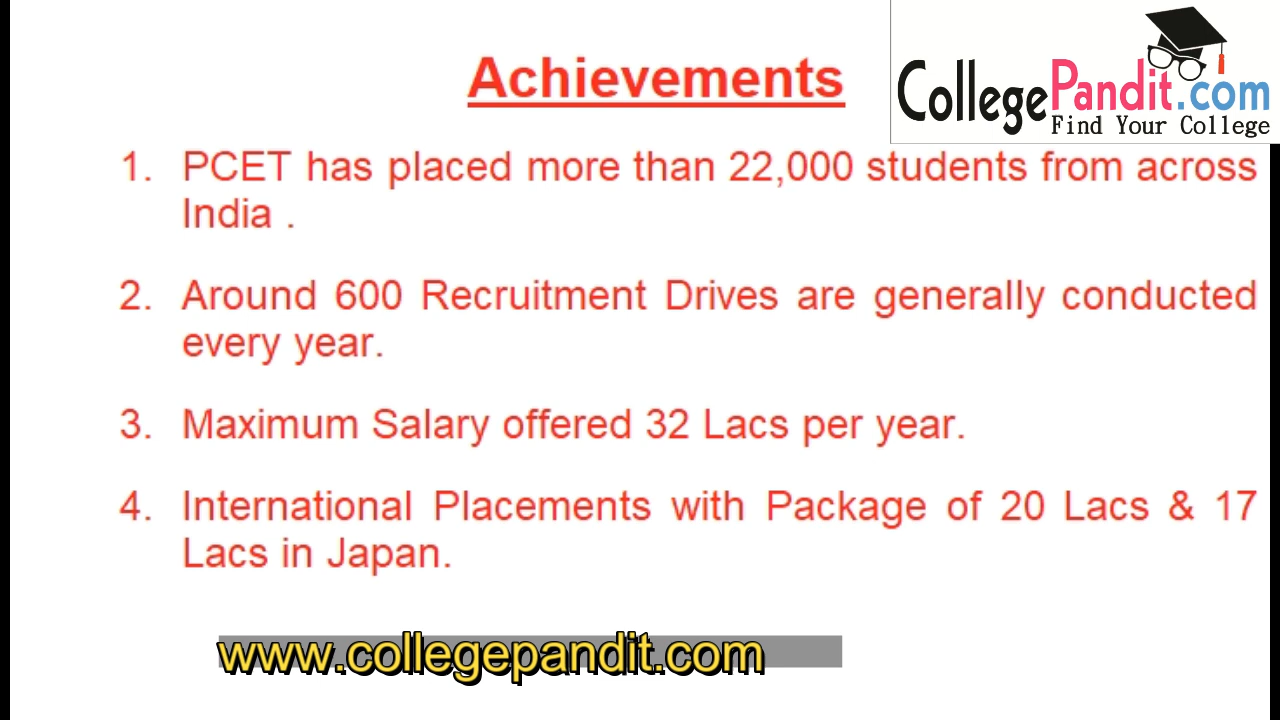 Achievements
CollegePandit.com
Find Your College
1. PCET has placed more than 22,000 students from across
India .
2. Around 600 Recruitment Drives are generally conducted
every year.
3. Maximum Salary offered 32 Lacs per year.
4. International Placements with Package of 20 Lacs & 17
Lacs in Japan.
www.collegepandit.com